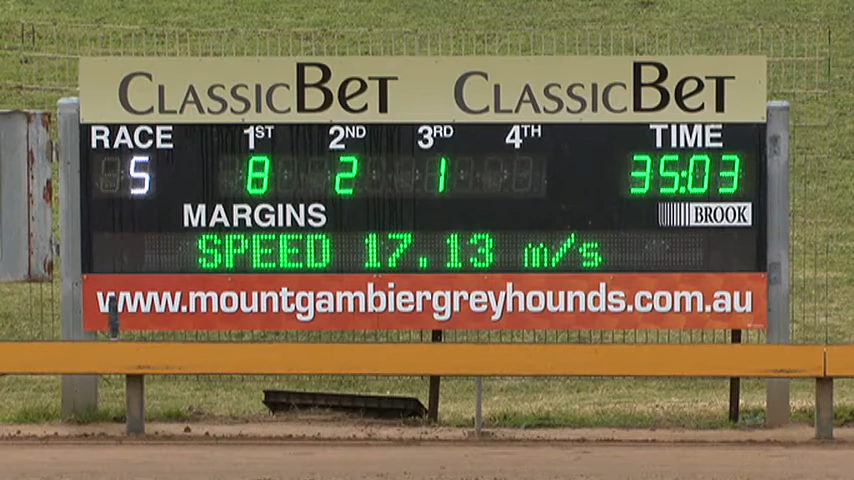 CLASSICBET CLASSICBET
RACE 1ST 2ND 3RD 4TH TIME
5 8 2 1 35:03
MARGINS BROOK
SPEED 17.13 m/s
www.mountgambiergreyhounds.com.au